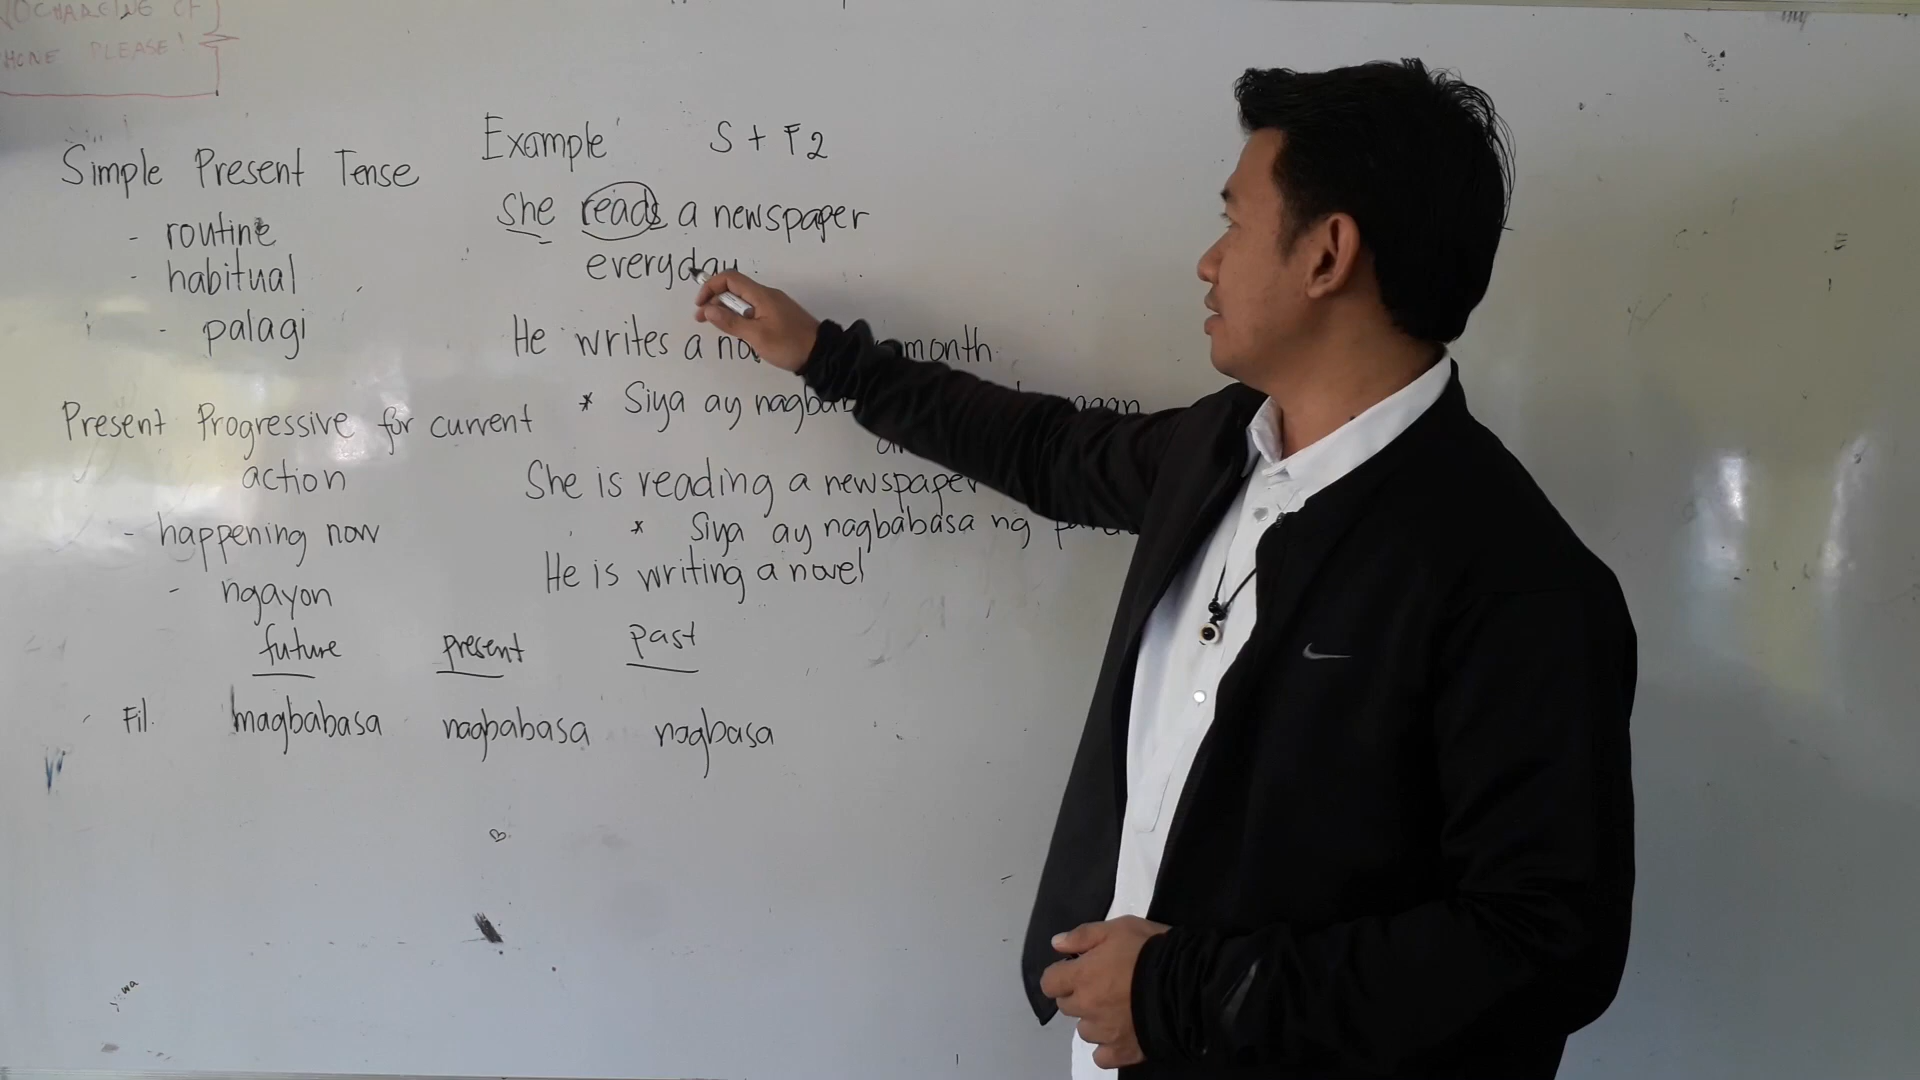 PLEASE!
Simple Present Tense
- routine
- habitual
- palagi
Present Progressive for current
action
- happening now
- ngayon
Example S + F2
She reads a newspaper
everyday.
He writes a month
* Siya ay
She is reading a newspaper
* Siya ay nagbabasa ng
He is writing a novel
future present past
Fil. magbabasa nagbabasa nagbasa